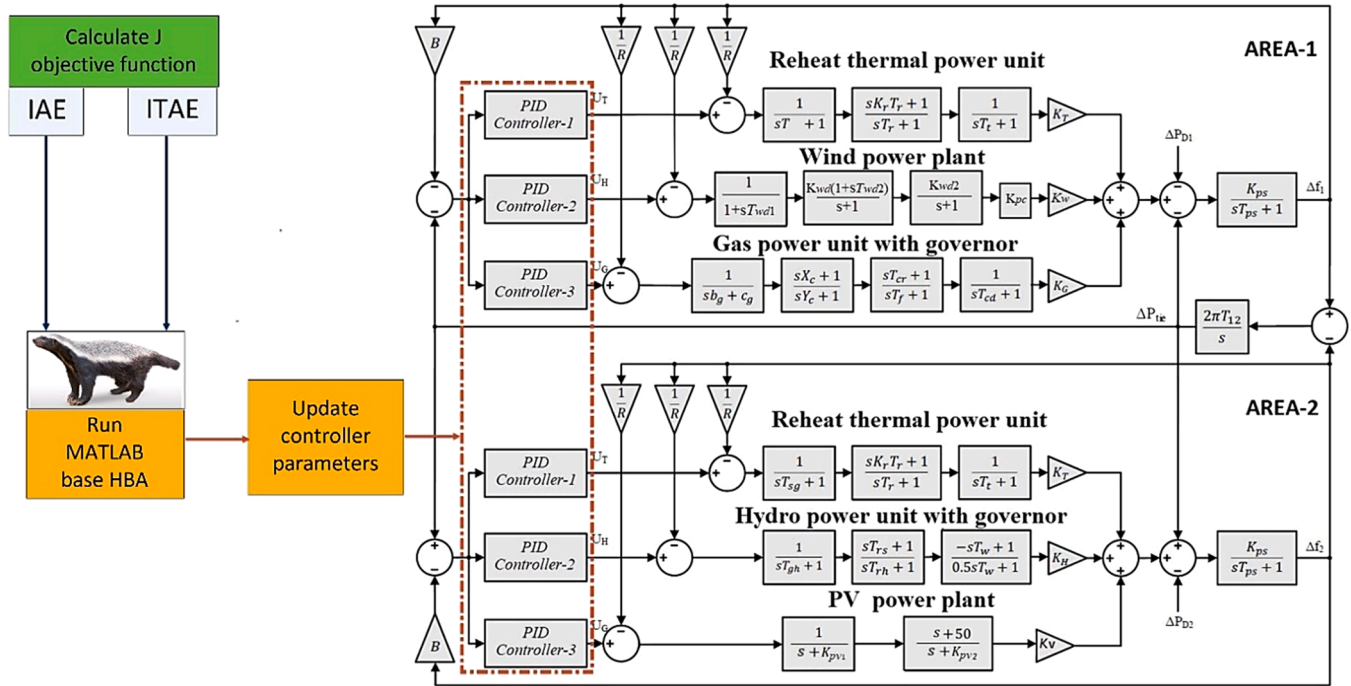 Calculate J
objective function
IAE
ITAE
Run
MATLAB
base HBA
Update
controller
parameters
AREA-1
B
1/R
1/R
1/R
Reheat thermal power unit
PID
Controller-1
U_T
1/(sT + 1)
(sK_rT_r + 1)/(sT_r + 1)
1/(sT_t + 1)
K_T
Wind power plant
PID
Controller-2
U_H
1/(1+sTwd1)
Kwd(1+sTwd2)/(s+1)
Kwd2/(s+1)
Kpc
Kw
ΔP_D1
K_ps/(sT_ps + 1)
Δf_1
Gas power unit with governor
PID
Controller-3
U_G
1/(sb_g + c_g)
(sX_c + 1)/(sY_c + 1)
(sT_cr + 1)/(sT_f + 1)
1/(sT_cd + 1)
K_G
ΔP_tie
2πT_12/s
AREA-2
1/R
1/R
1/R
Reheat thermal power unit
PID
Controller-1
U_T
1/(sT_sg + 1)
(sK_rT_r + 1)/(sT_r + 1)
1/(sT_t + 1)
K_T
Hydro power unit with governor
PID
Controller-2
U_H
1/(sT_gh + 1)
(sT_rs + 1)/(sT_rh + 1)
(-sT_w + 1)/(0.5sT_w + 1)
K_H
K_ps/(sT_ps + 1)
Δf_2
PV power plant
ΔP_D2
B
PID
Controller-3
U_G
1/(s + K_pv1)
(s + 50)/(s + K_pv2)
Kv